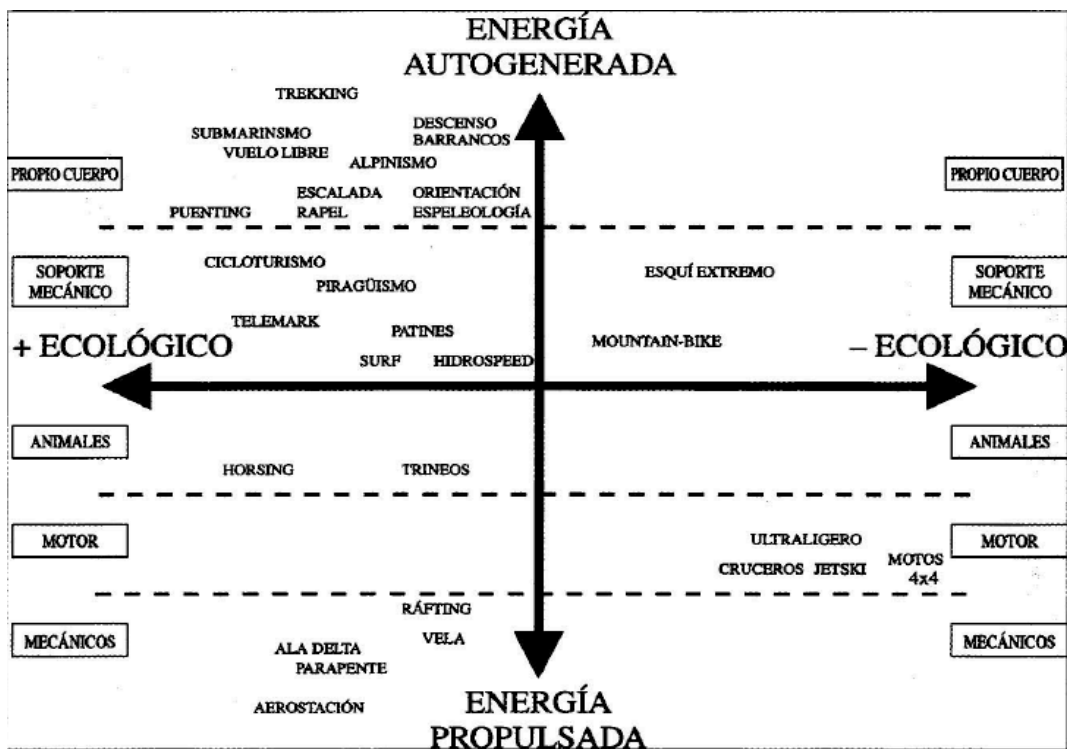 ENERGÍA
AUTOGENERADA
TREKKING
SUBMARINSMO
DESCENSO
BARRANCOS
VUELO LIBRE
ALPINISMO
PROPIO CUERPO
PROPIO CUERPO
ESCALADA
ORIENTACIÓN
PUENTING
RAPEL
ESPELEOLOGÍA
CICLOTURISMO
SOPORTE
MECÁNICO
ESQUÍ EXTREMO
SOPORTE
MECÁNICO
PIRAGÜISMO
TELEMARK
PATINES
+ ECOLÓGICO
MOUNTAIN-BIKE
– ECOLÓGICO
SURF
HIDROSPEED
ANIMALES
ANIMALES
HORSING
TRINEOS
MOTOR
ULTRALIGERO
MOTOR
CRUCEROS JETSKI
MOTOS
4x4
RÁFTING
MECÁNICOS
VELA
MECÁNICOS
ALA DELTA
PARAPENTE
AEROSTACIÓN
ENERGÍA
PROPULSADA